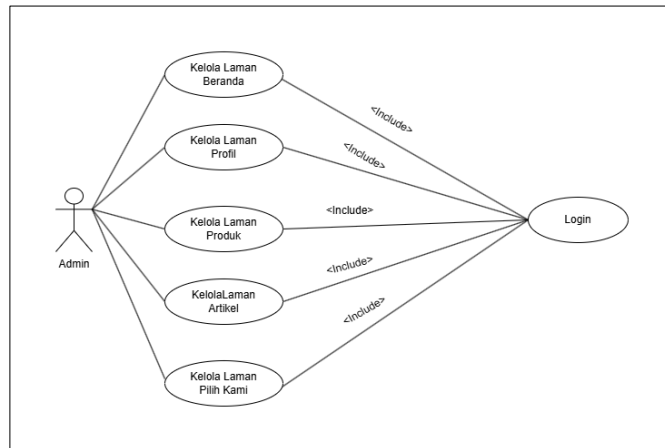 Kelola Laman
Beranda
<Include>
Kelola Laman
Profil
<Include>
Kelola Laman
Produk
<Include>
Login
Admin
KelolaLaman
Artikel
<Include>
Kelola Laman
Pilih Kami
<Include>